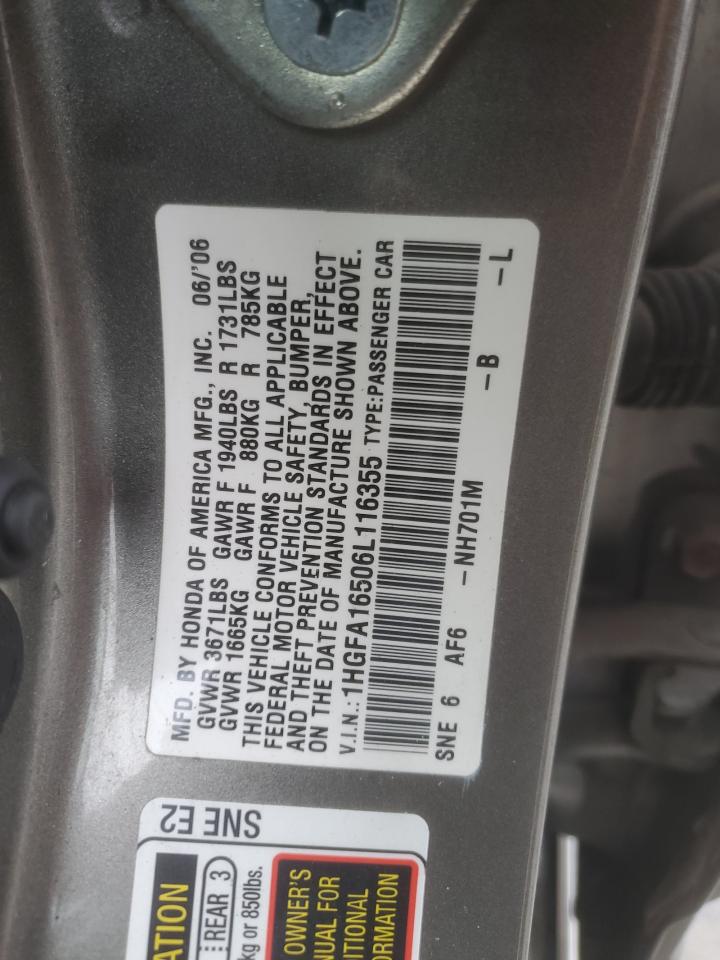 MFD. BY HONDA OF AMERICA MFG., INC. 06/'06
GVWR 3671LBS GAWR F 1940LBS R 1731LBS
GVWR 1665KG GAWR F 880KG R 785KG
THIS VEHICLE CONFORMS TO ALL APPLICABLE
FEDERAL MOTOR VEHICLE SAFETY, BUMPER,
AND THEFT PREVENTION STANDARDS IN EFFECT
ON THE DATE OF MANUFACTURE SHOWN ABOVE.
V.I.N.: 1HGFA16506L116355 TYPE:PASSENGER CAR
SNE 6 AF6 -NH701M -B -L
SNE E2
ATION
REAR 3
kg or 850lbs.
OWNER'S
NUAL FOR
ITIONAL
ORMATION